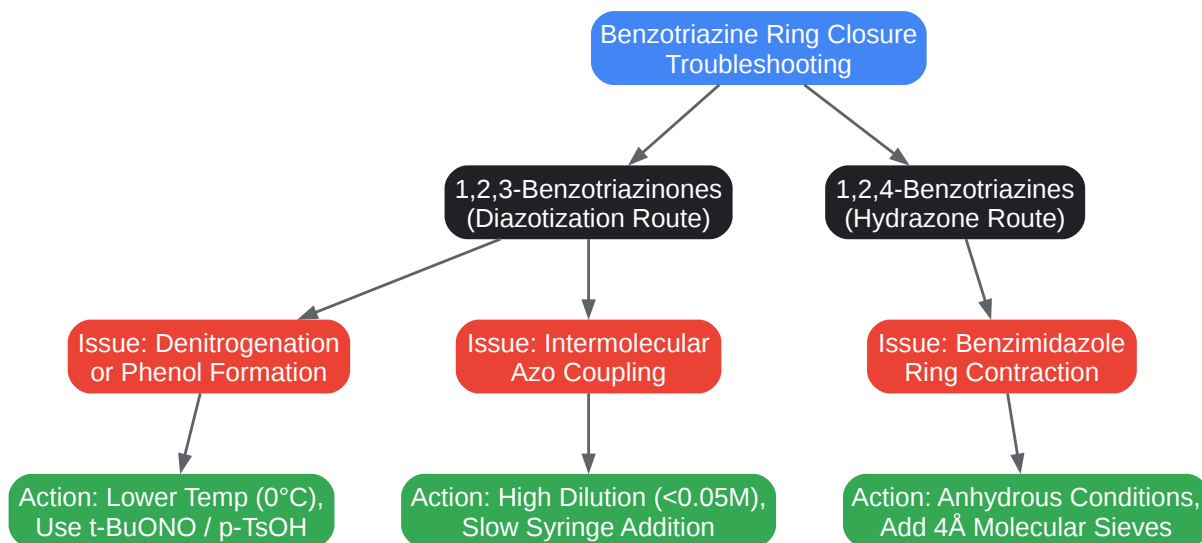 Benzotriazine Ring Closure
Troubleshooting
1,2,3-Benzotriazinones
(Diazotization Route)
1,2,4-Benzotriazines
(Hydrazone Route)
Issue: Denitrogenation
or Phenol Formation
Issue: Intermolecular
Azo Coupling
Issue: Benzimidazole
Ring Contraction
Action: Lower Temp (0°C),
Use t-BuONO / p-TsOH
Action: High Dilution (<0.05M),
Slow Syringe Addition
Action: Anhydrous Conditions,
Add 4Å Molecular Sieves